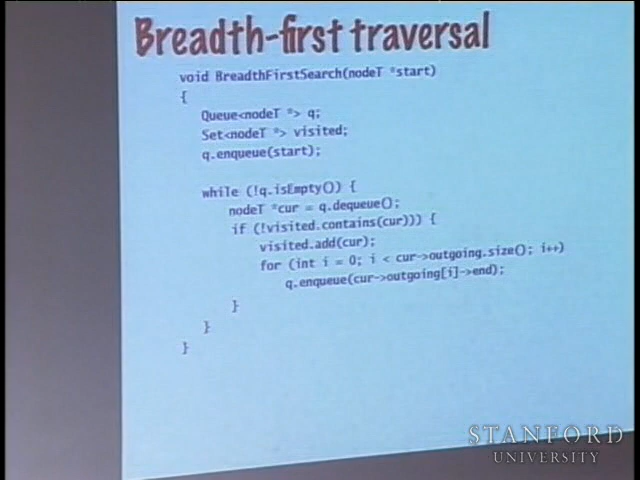 Breadth-first traversal
void BreadthFirstSearch(nodeT *start)
{
Queue<nodeT *> q;
Set<nodeT *> visited;
q.enqueue(start);
while (!q.isEmpty()) {
nodeT *cur = q.dequeue();
if (!visited.contains(cur))) {
visited.add(cur);
for (int i = 0; i < cur->outgoing.size(); i++)
q.enqueue(cur->outgoing[i]->end);
}
}
}
STANFORD
UNIVERSITY